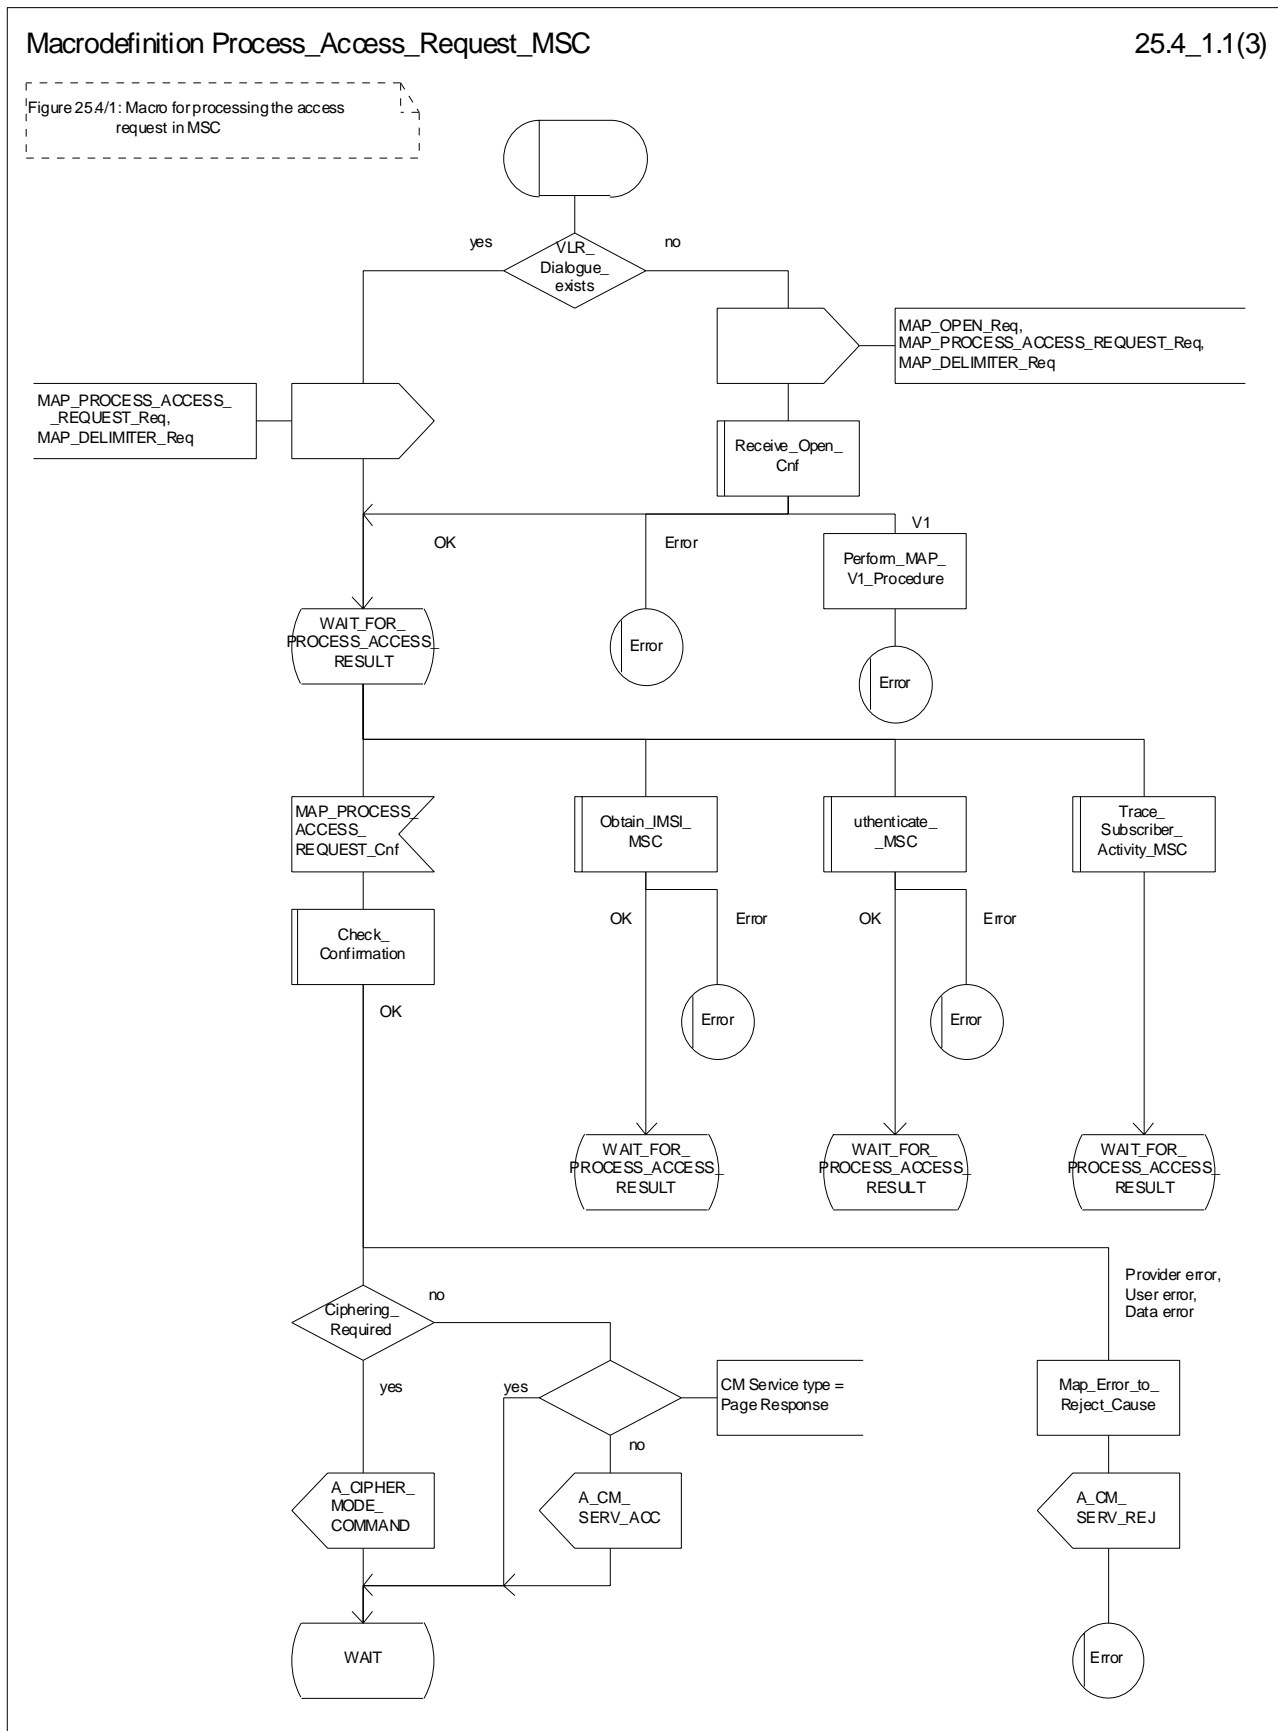 Macrodefinition Process_Access_Request_MSC
25.4_1.1(3)
Figure 25.4/1: Macro for processing the access
request in MSC
yes
VLR_
Dialogue_
exists
no
MAP_OPEN_Req,
MAP_PROCESS_ACCESS_REQUEST_Req,
MAP_DELIMITER_Req
MAP_PROCESS_ACCESS_
_REQUEST_Req,
MAP_DELIMITER_Req
Receive_Open_
Cnf
OK
Error
V1
Perform_MAP_
V1_Procedure
WAIT_FOR_
PROCESS_ACCESS_
RESULT
Error
Error
MAP_PROCESS_
ACCESS_
REQUEST_Cnf
Obtain_IMSI_
MSC
uthenticate_
_MSC
Trace_
Subscriber_
Activity_MSC
Check_
Confirmation
OK
Error
OK
Error
OK
Error
Error
WAIT_FOR_
PROCESS_ACCESS_
RESULT
WAIT_FOR_
PROCESS_ACCESS_
RESULT
WAIT_FOR_
PROCESS_ACCESS_
RESULT
Provider error,
User error,
Data error
Ciphering_
Required
no
yes
yes
CM Service type =
Page Response
no
Map_Error_to_
Reject_Cause
A_CIPHER_
MODE_
COMMAND
A_CM_
SERV_ACC
A_CM_
SERV_REJ
WAIT
Error